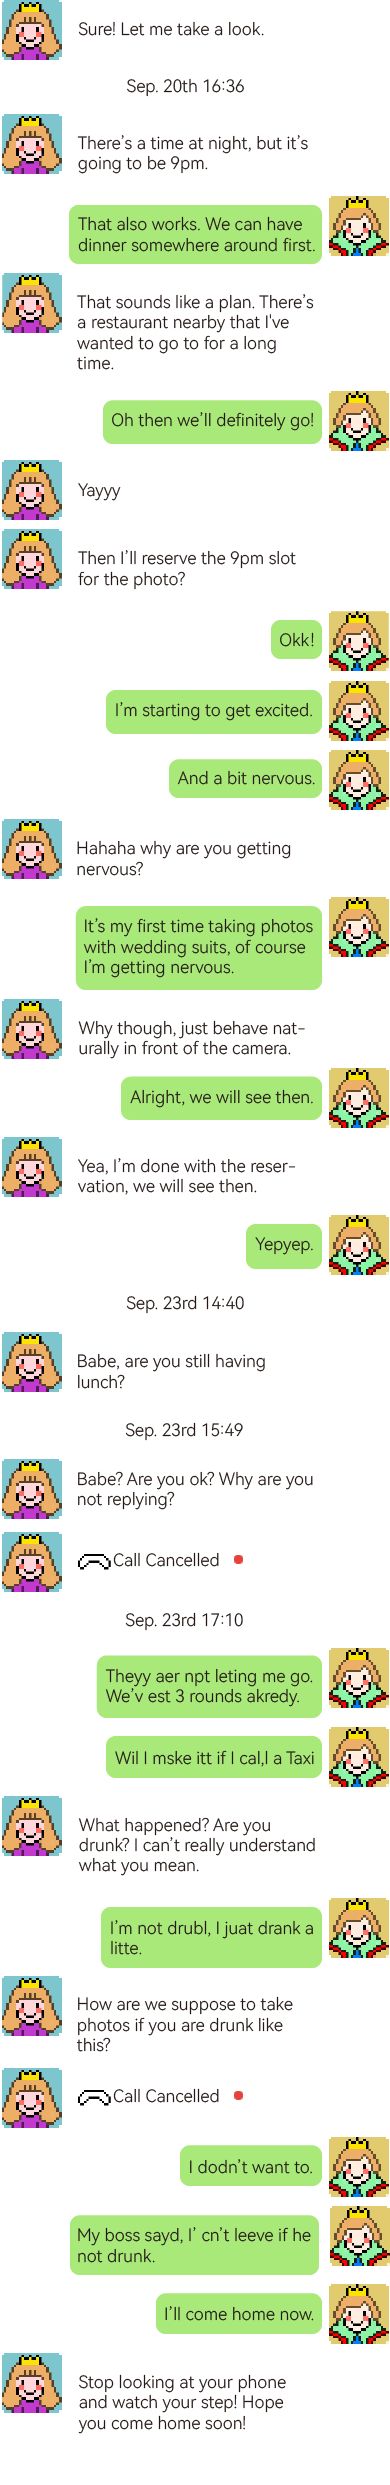 Sure! Let me take a look.
Sep. 20th 16:36
There's a time at night, but it's
going to be 9pm.
That also works. We can have
dinner somewhere around first.
That sounds like a plan. There's
a restaurant nearby that I've
wanted to go to for a long
time.
Oh then we'll definitely go!
Yayyy
Then I'll reserve the 9pm slot
for the photo?
Okk!
I'm starting to get excited.
And a bit nervous.
Hahaha why are you getting
nervous?
It's my first time taking photos
with wedding suits, of course
I'm getting nervous.
Why though, just behave nat-
urally in front of the camera.
Alright, we will see then.
Yea, I'm done with the reser-
vation, we will see then.
Yepyep.
Sep. 23rd 14:40
Babe, are you still having
lunch?
Sep. 23rd 15:49
Babe? Are you ok? Why are you
not replying?
Call Cancelled
Sep. 23rd 17:10
Theyy aer npt leting me go.
We'v est 3 rounds akredy.
Wil I mske itt if I cal,l a Taxi
What happened? Are you
drunk? I can't really understand
what you mean.
I'm not drubl, I juat drank a
litte.
How are we suppose to take
photos if you are drunk like
this?
Call Cancelled
I dodn't want to.
My boss sayd, I' cn't leeve if he
not drunk.
I'll come home now.
Stop looking at your phone
and watch your step! Hope
you come home soon!